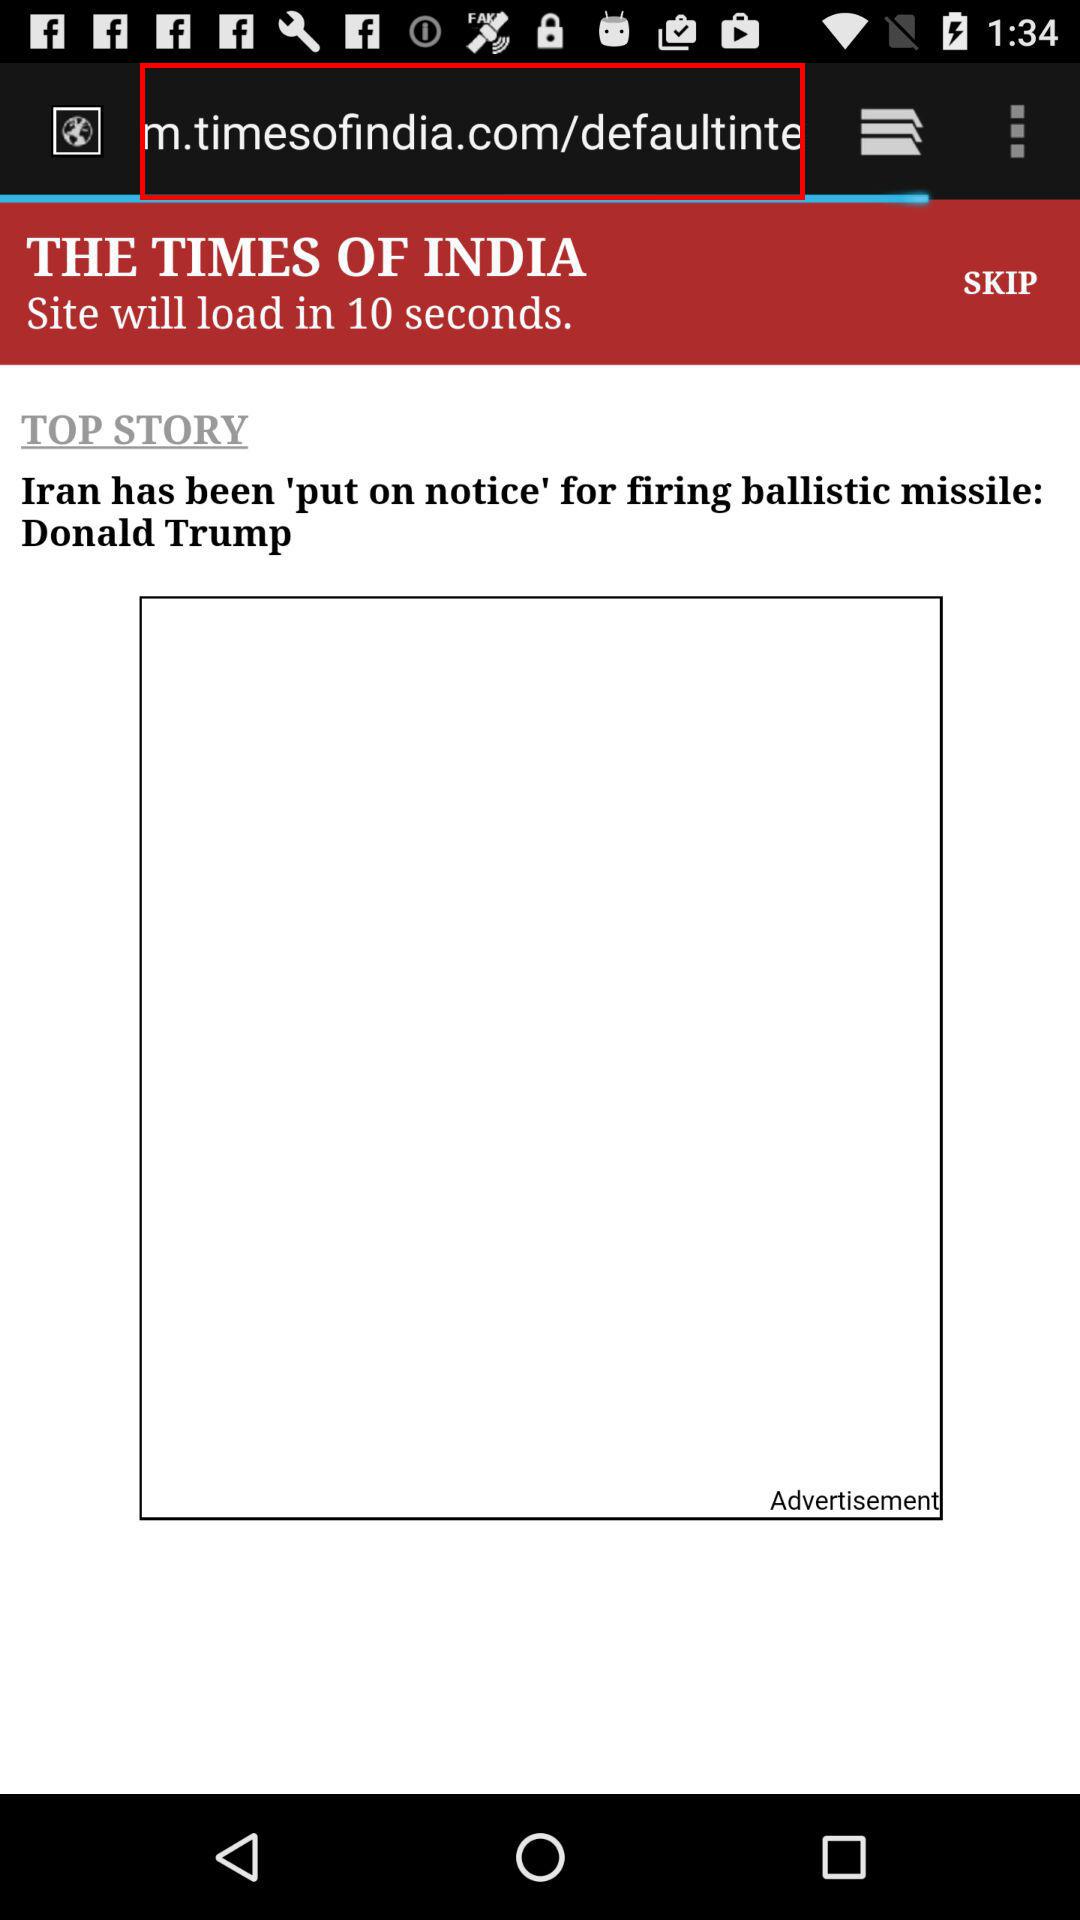 FAKE
1:34
m.timesofindia.com/defaultinte
THE TIMES OF INDIA
Site will load in 10 seconds.
SKIP
TOP STORY
Iran has been 'put on notice' for firing ballistic missile:
Donald Trump
Advertisement